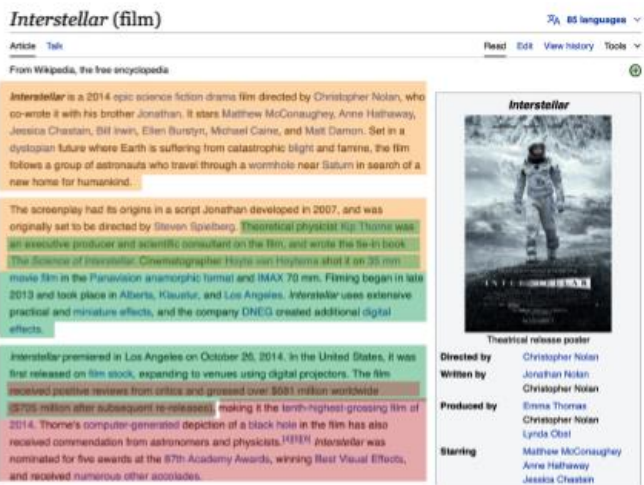 Interstellar (film)
85 languages
Article Talk
Read Edit View history Tools
From Wikipedia, the free encyclopedia
Interstellar is a 2014 epic science fiction drama film directed by Christopher Nolan, who
co-wrote it with his brother Jonathan. It stars Matthew McConaughey, Anne Hathaway,
Jessica Chastain, Bill Irwin, Ellen Burstyn, Michael Caine, and Matt Damon. Set in a
dystopian future where Earth is suffering from catastrophic blight and famine, the film
follows a group of astronauts who travel through a wormhole near Saturn in search of a
new home for humankind.
The screenplay had its origins in a script Jonathan developed in 2007, and was
originally set to be directed by Steven Spielberg. Theoretical physicist Kip Thorne was
an executive producer and scientific consultant on the film, and wrote the tie-in book
The Science of Interstellar. Cinematographer Hoyte van Hoytema shot it on 35 mm
movie film in the Panavision anamorphic format and IMAX 70 mm. Filming began in late
2013 and took place in Alberta, Klaustur, and Los Angeles. Interstellar uses extensive
practical and miniature effects, and the company DNEG created additional digital
effects.
Interstellar premiered in Los Angeles on October 26, 2014. In the United States, it was
first released on film stock, expanding to venues using digital projectors. The film
received positive reviews from critics and grossed over $681 million worldwide
($705 million after subsequent re-releases), making it the tenth-highest-grossing film of
2014. Thorne's computer-generated depiction of a black hole in the film has also
received commendation from astronomers and physicists. Interstellar was
nominated for five awards at the 87th Academy Awards, winning Best Visual Effects,
and received numerous other accolades.
Interstellar
INTERSTELLAR
Theatrical release poster
Directed by Christopher Nolan
Written by Jonathan Nolan
Christopher Nolan
Produced by Emma Thomas
Christopher Nolan
Lynda Obst
Starring Matthew McConaughey
Anne Hathaway
Jessica Chastain